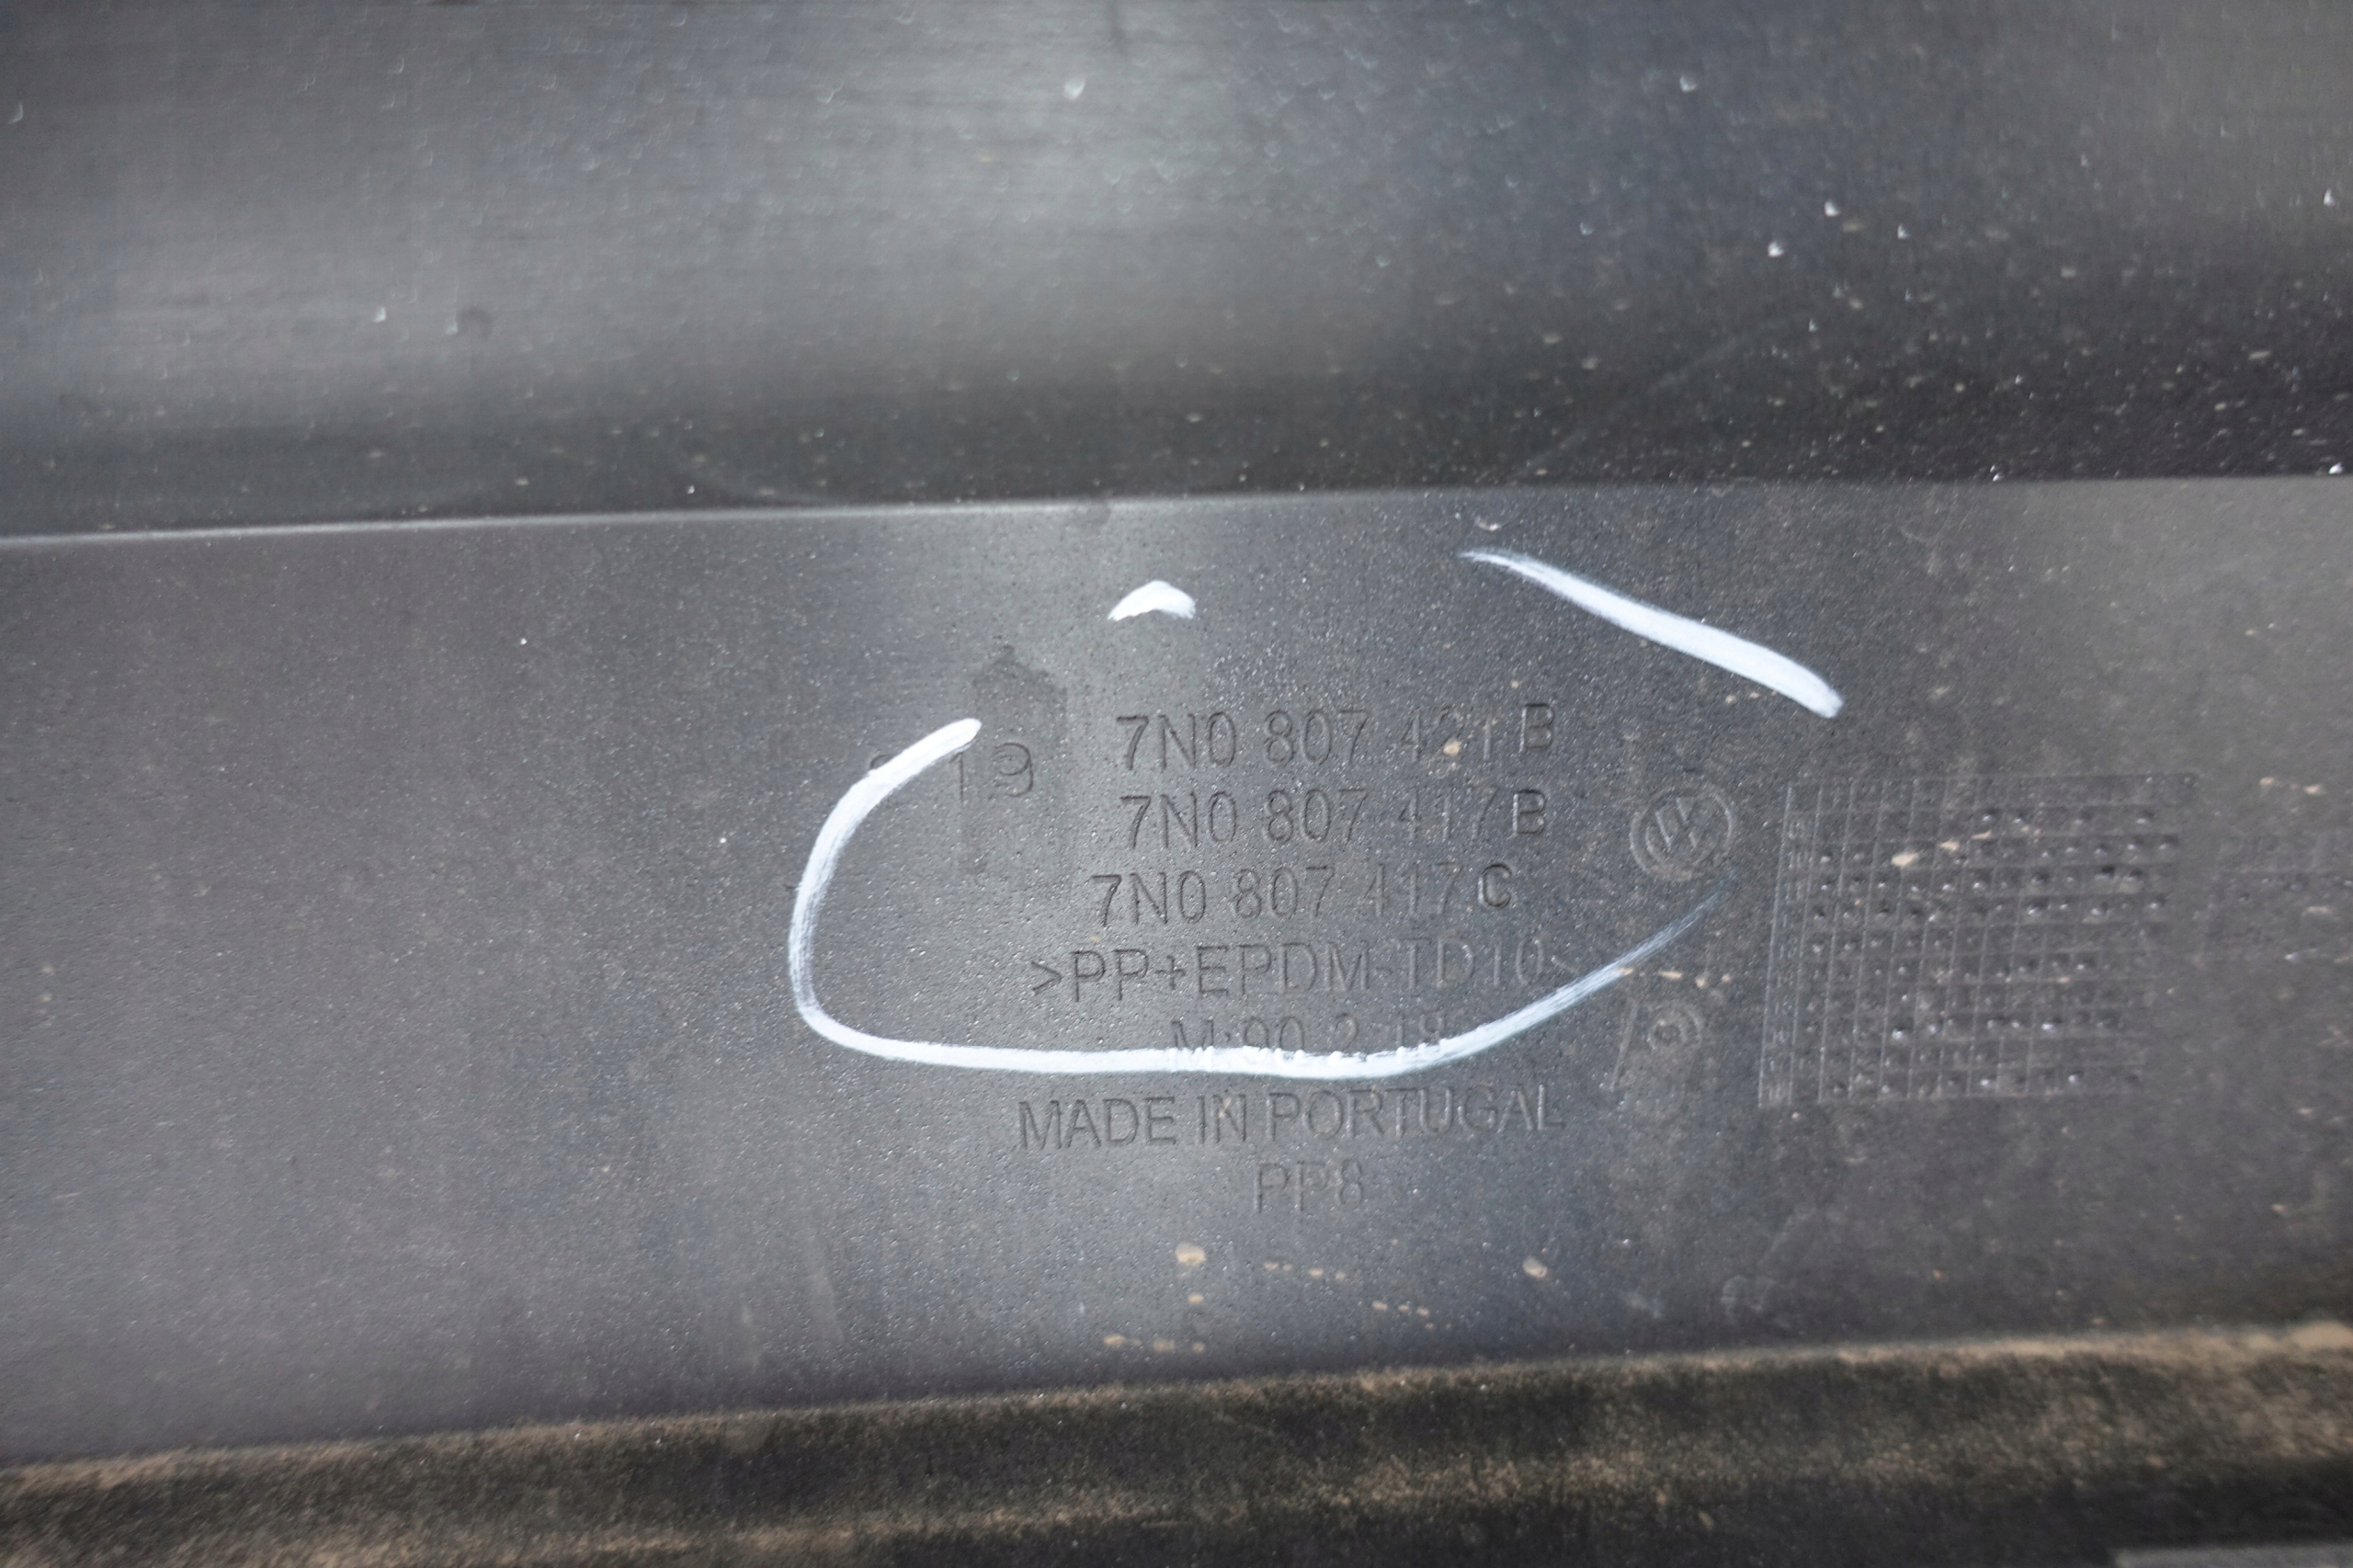 19
7N0 807 421 B
7N0 807 417 B
7N0 807 417 C
>PP+EPDM-TD10<
M 90 2 18
MADE IN PORTUGAL
PP8